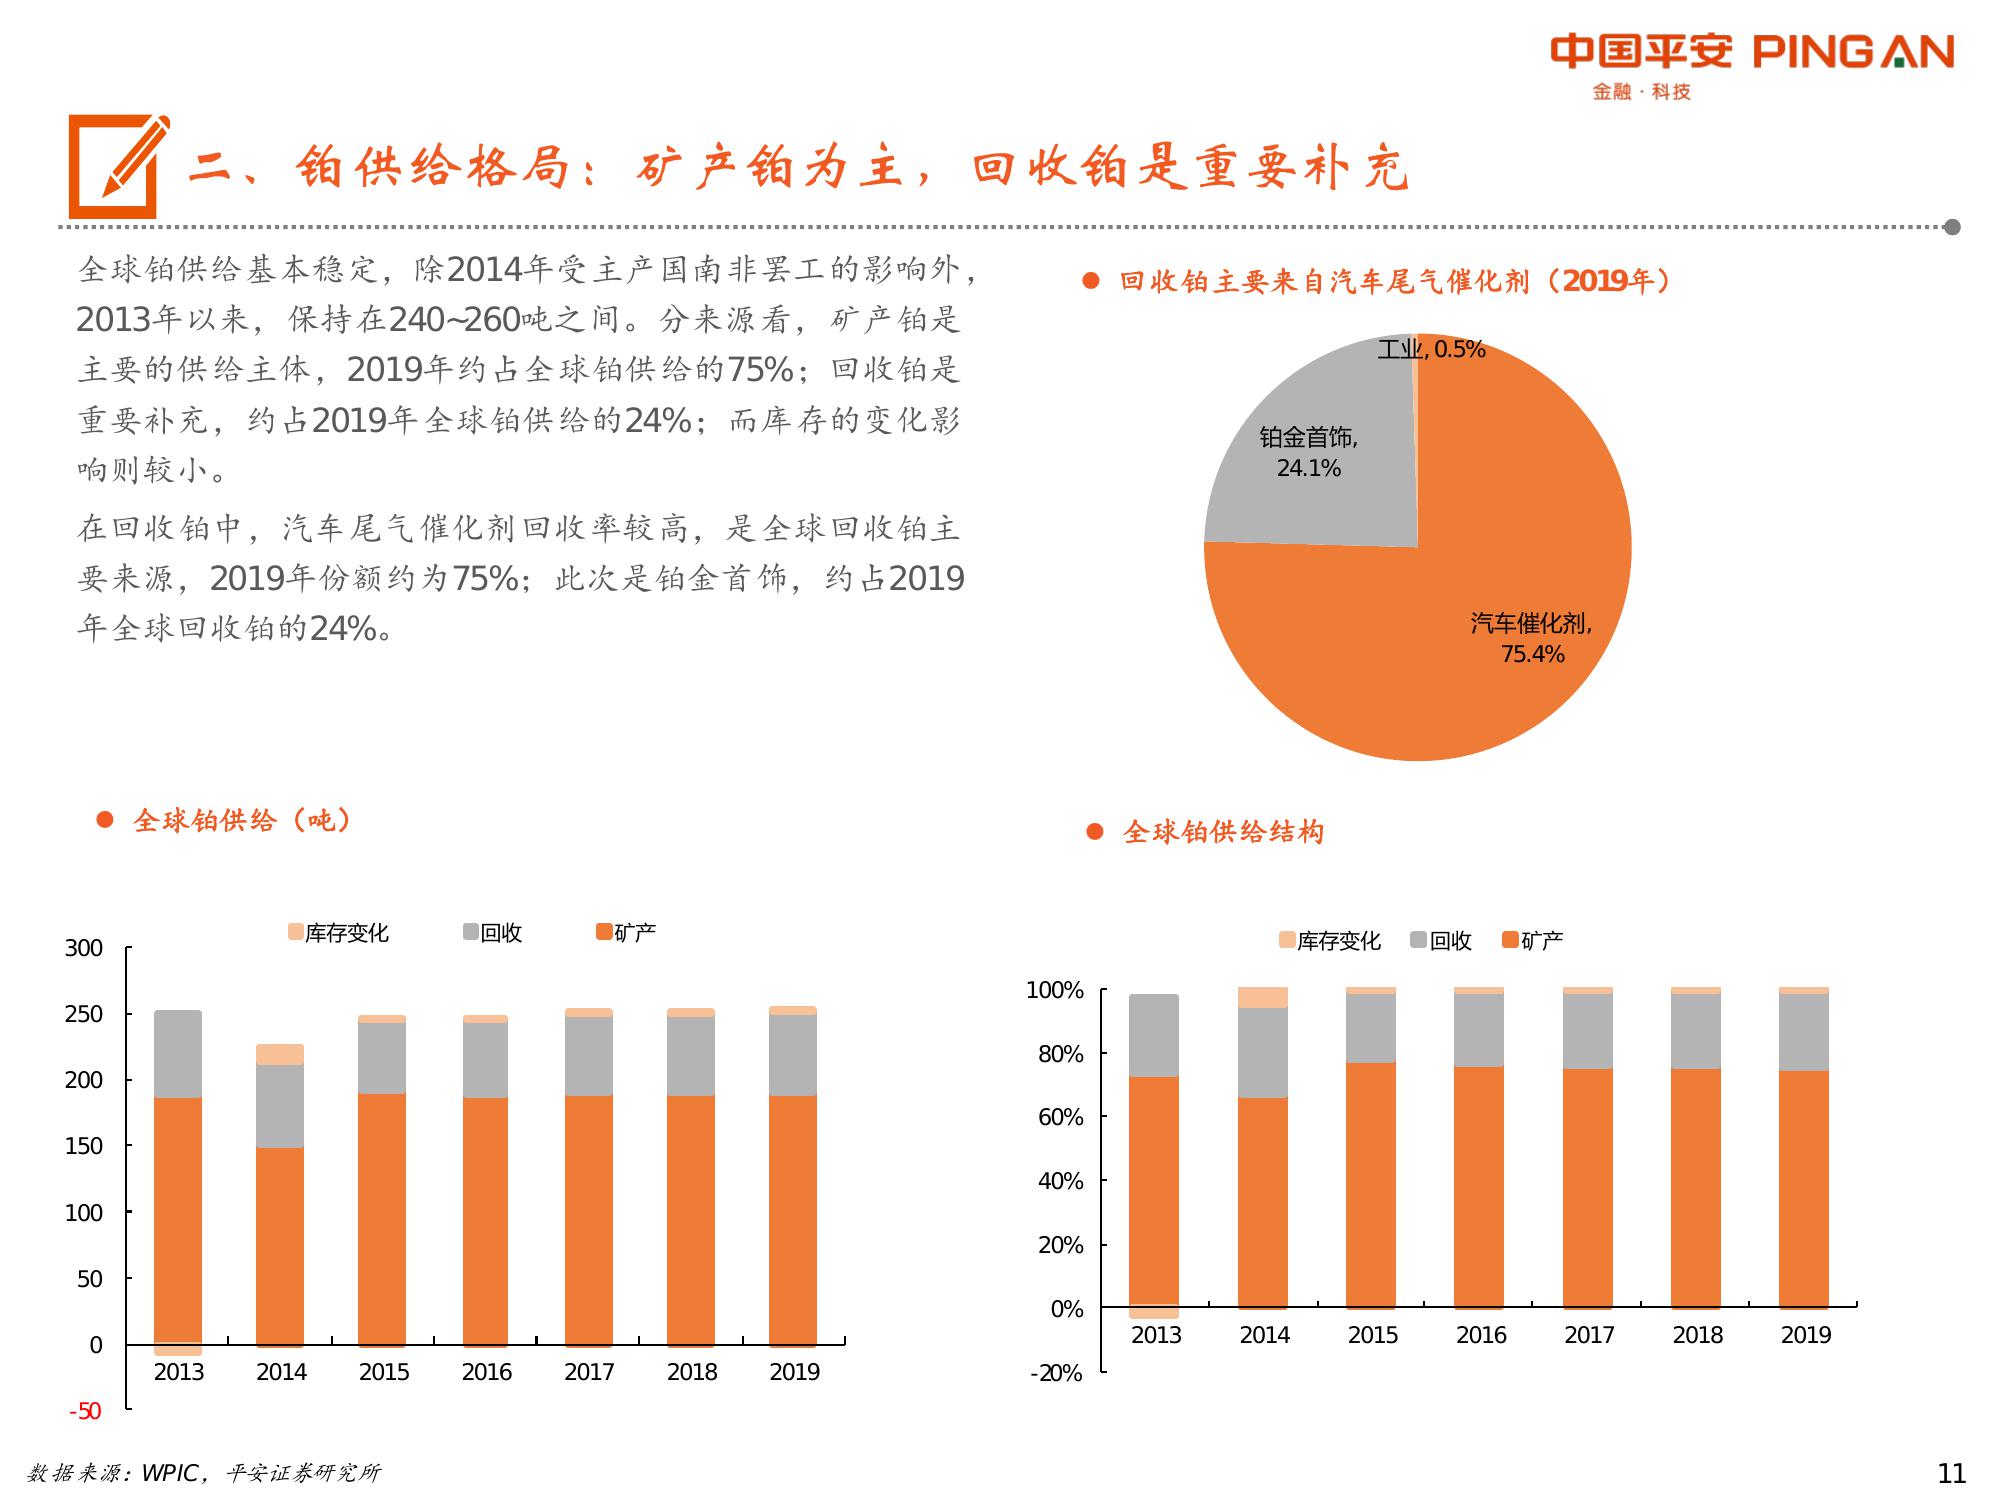 中国平安 PING AN
金融·科技
二、铂供给格局：矿产铂为主，回收铂是重要补充
全球铂供给基本稳定，除2014年受主产国南非罢工的影响外，
2013年以来，保持在240~260吨之间。分来源看，矿产铂是
主要的供给主体，2019年约占全球铂供给的75%；回收铂是
重要补充，约占2019年全球铂供给的24%；而库存的变化影
响则较小。
在回收铂中，汽车尾气催化剂回收率较高，是全球回收铂主
要来源，2019年份额约为75%；此次是铂金首饰，约占2019
年全球回收铂的24%。
回收铂主要来自汽车尾气催化剂（2019年）
工业, 0.5%
铂金首饰,
24.1%
汽车催化剂,
75.4%
全球铂供给（吨）
库存变化 回收 矿产
300
250
200
150
100
50
0
-50
2013 2014 2015 2016 2017 2018 2019
全球铂供给结构
库存变化 回收 矿产
100%
80%
60%
40%
20%
0%
-20%
2013 2014 2015 2016 2017 2018 2019
数据来源：WPIC，平安证券研究所
11